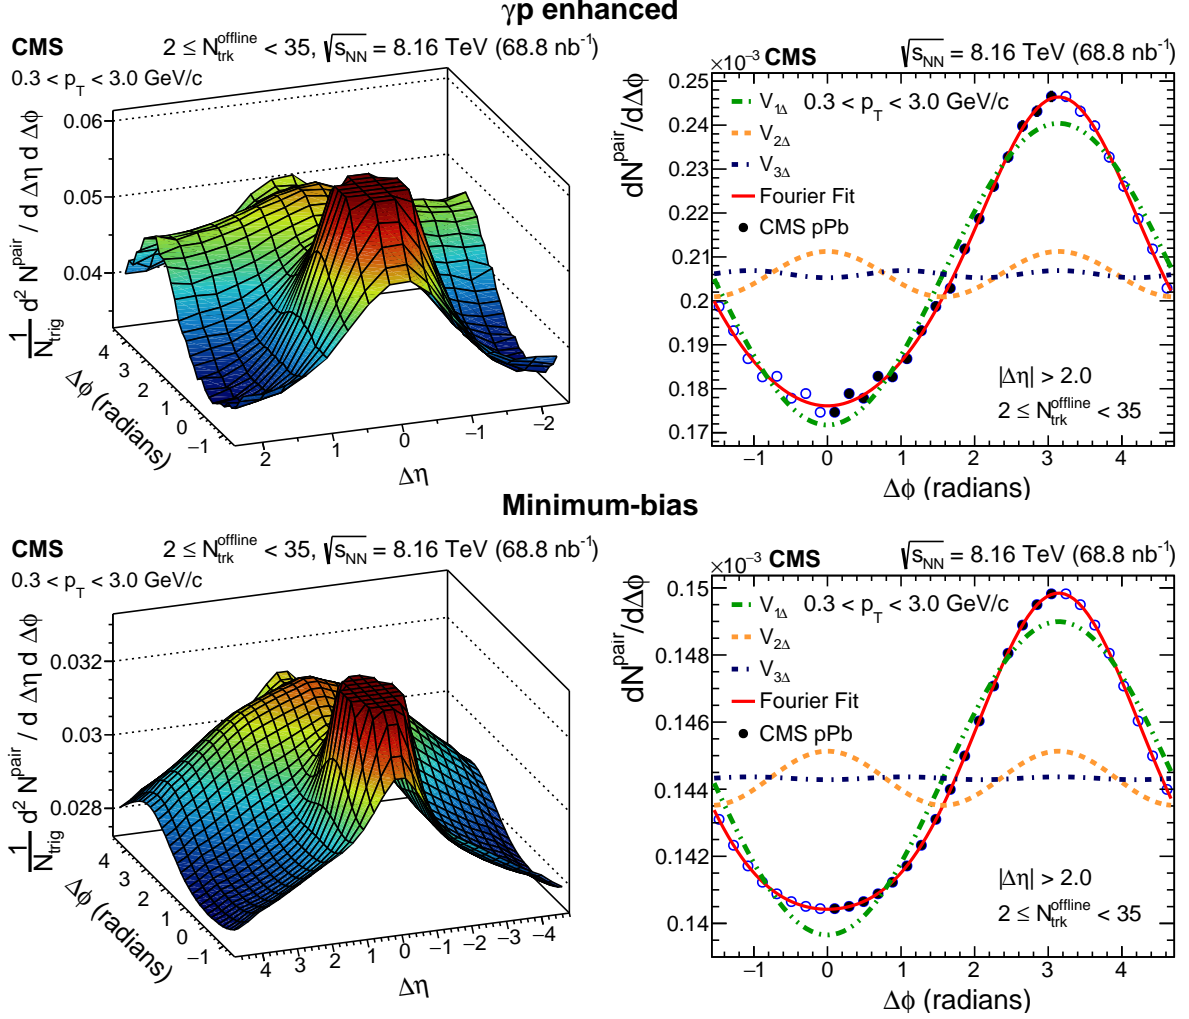 γp enhanced
CMS 2 ≤ N_trk^offline < 35, √s_NN = 8.16 TeV (68.8 nb⁻¹)
0.3 < p_T < 3.0 GeV/c
0.06
0.05
0.04
1/N_trig d² N^pair / d Δη d Δϕ
4 3 2 1 0 −1
Δϕ (radians)
2 1 0 −1 −2
Δη
×10⁻³ CMS √s_NN = 8.16 TeV (68.8 nb⁻¹)
0.25
0.24
0.23
0.22
0.21
0.2
0.19
0.18
0.17
dN^pair/dΔϕ
V_1Δ 0.3 < p_T < 3.0 GeV/c
V_2Δ
V_3Δ
Fourier Fit
CMS pPb
|Δη| > 2.0
2 ≤ N_trk^offline < 35
−1 0 1 2 3 4
Δϕ (radians)
Minimum-bias
CMS 2 ≤ N_trk^offline < 35, √s_NN = 8.16 TeV (68.8 nb⁻¹)
0.3 < p_T < 3.0 GeV/c
0.032
0.03
0.028
1/N_trig d² N^pair / d Δη d Δϕ
4 3 2 1 0 −1
Δϕ (radians)
4 3 2 1 0 −1 −2 −3 −4
Δη
×10⁻³ CMS √s_NN = 8.16 TeV (68.8 nb⁻¹)
0.15
0.148
0.146
0.144
0.142
0.14
dN^pair/dΔϕ
V_1Δ 0.3 < p_T < 3.0 GeV/c
V_2Δ
V_3Δ
Fourier Fit
CMS pPb
|Δη| > 2.0
2 ≤ N_trk^offline < 35
−1 0 1 2 3 4
Δϕ (radians)